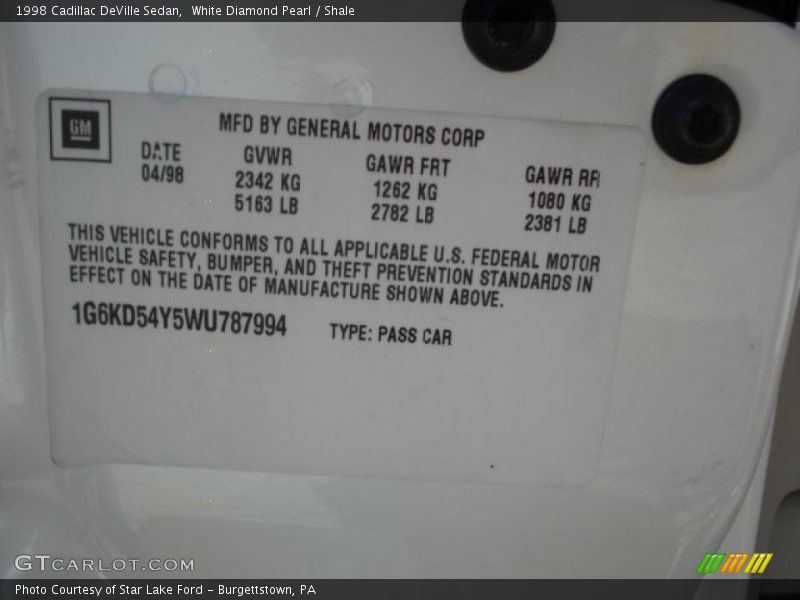 1998 Cadillac DeVille Sedan,  White Diamond Pearl / Shale
GM
MFD BY GENERAL MOTORS CORP
DATE GVWR GAWR FRT GAWR RR
04/98 2342 KG 1262 KG 1080 KG
5163 LB 2782 LB 2381 LB
THIS VEHICLE CONFORMS TO ALL APPLICABLE U.S. FEDERAL MOTOR
VEHICLE SAFETY, BUMPER, AND THEFT PREVENTION STANDARDS IN
EFFECT ON THE DATE OF MANUFACTURE SHOWN ABOVE.
1G6KD54Y5WU787994 TYPE: PASS CAR
GTCARLOT.COM
Photo Courtesy of Star Lake Ford – Burgettstown, PA